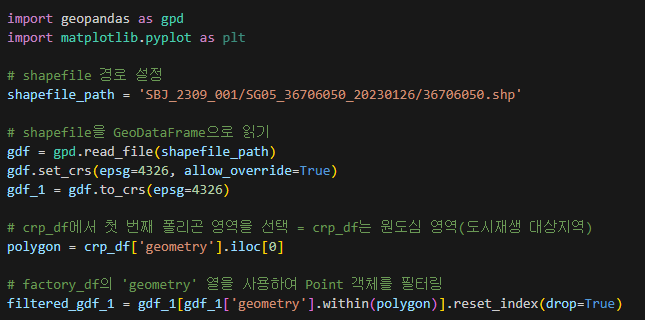 import geopandas as gpd
import matplotlib.pyplot as plt
# shapefile 경로 설정
shapefile_path = 'SBJ_2309_001/SG05_36706050_20230126/36706050.shp'
# shapefile을 GeoDataFrame으로 읽기
gdf = gpd.read_file(shapefile_path)
gdf.set_crs(epsg=4326, allow_override=True)
gdf_1 = gdf.to_crs(epsg=4326)
# crp_df에서 첫 번째 폴리곤 영역을 선택 = crp_df는 원도심 영역(도시재생 대상지역)
polygon = crp_df['geometry'].iloc[0]
# factory_df의 'geometry' 열을 사용하여 Point 객체를 필터링
filtered_gdf_1 = gdf_1[gdf_1['geometry'].within(polygon)].reset_index(drop=True)